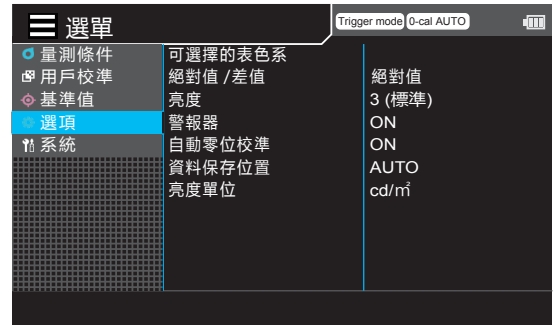 選單
Trigger mode 0-cal AUTO
量測條件
用戶校準
基準值
選項
系統
可選擇的表色系
絕對值 /差值 絕對值
亮度 3 (標準)
警報器 ON
自動零位校準 ON
資料保存位置 AUTO
亮度單位 cd/㎡